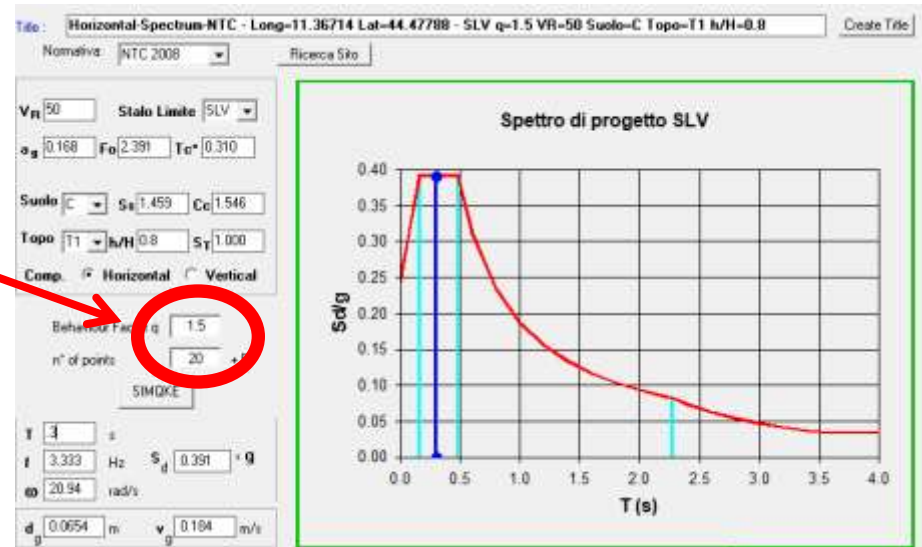 Title : Horizontal-Spectrum-NTC - Long=11.36714 Lat=44.47788 - SLV q=1.5 VR=50 Suolo=C Topo=T1 h/H=0.8 Create Title
Normativa: NTC 2008 Ricerca Sito
VR 50 Stato Limite SLV
ag 0.168 Fo 2.391 Tc* 0.310
Suolo C Ss 1.459 Cc 1.546
Topo T1 h/H 0.8 ST 1.000
Comp. Horizontal Vertical
Behaviour q 1.5
n° of points 20
SIMQKE
T 3 s
f 3.333 Hz Sd 0.391 * g
ω 20.94 rad/s
dg 0.0654 m vg 0.184 m/s
Spettro di progetto SLV
0.40
0.35
0.30
0.25
0.20
0.15
0.10
0.05
0.00
Sd/g
0.0 0.5 1.0 1.5 2.0 2.5 3.0 3.5 4.0
T (s)